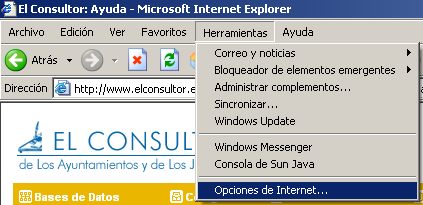 El Consultor: Ayuda - Microsoft Internet Explorer
Archivo Edición Ver Favoritos Herramientas Ayuda
Atrás
Correo y noticias
Bloqueador de elementos emergentes
Dirección http://www.elconsultor.e
Administrar complementos...
Sincronizar...
Windows Update
EL CONSULT
de Los Ayuntamientos y de Los J
Windows Messenger
Consola de Sun Java
Opciones de Internet...
Bases de Datos